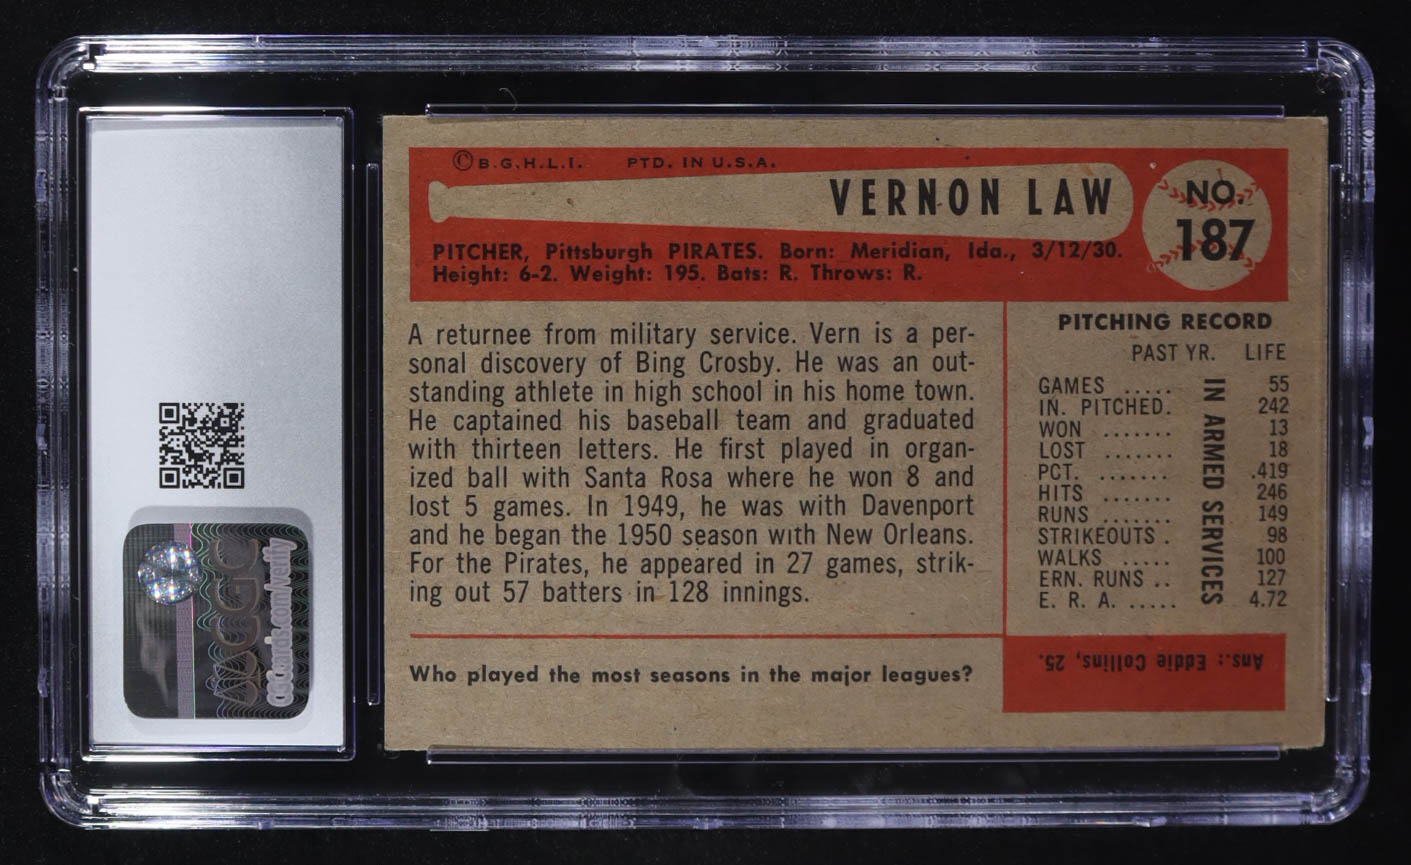 © B.G.H.L.I. PTD. IN U.S.A.
VERNON LAW
NO.
187
PITCHER, Pittsburgh PIRATES. Born: Meridian, Ida., 3/12/30.
Height: 6-2. Weight: 195. Bats: R. Throws: R.
A returnee from military service. Vern is a per-
sonal discovery of Bing Crosby. He was an out-
standing athlete in high school in his home town.
He captained his baseball team and graduated
with thirteen letters. He first played in organ-
ized ball with Santa Rosa where he won 8 and
lost 5 games. In 1949, he was with Davenport
and he began the 1950 season with New Orleans.
For the Pirates, he appeared in 27 games, strik-
ing out 57 batters in 128 innings.
PITCHING RECORD
PAST YR. LIFE
GAMES ..... 55
IN. PITCHED. 242
WON ....... 13
LOST ....... 18
PCT. ....... .419
HITS ....... 246
RUNS ....... 149
STRIKEOUTS . 98
WALKS ..... 100
ERN. RUNS .. 127
E. R. A. ..... 4.72
IN ARMED SERVICES
Who played the most seasons in the major leagues?
Ans.: Eddie Collins, 25.
CGC
cgccards.com/verify